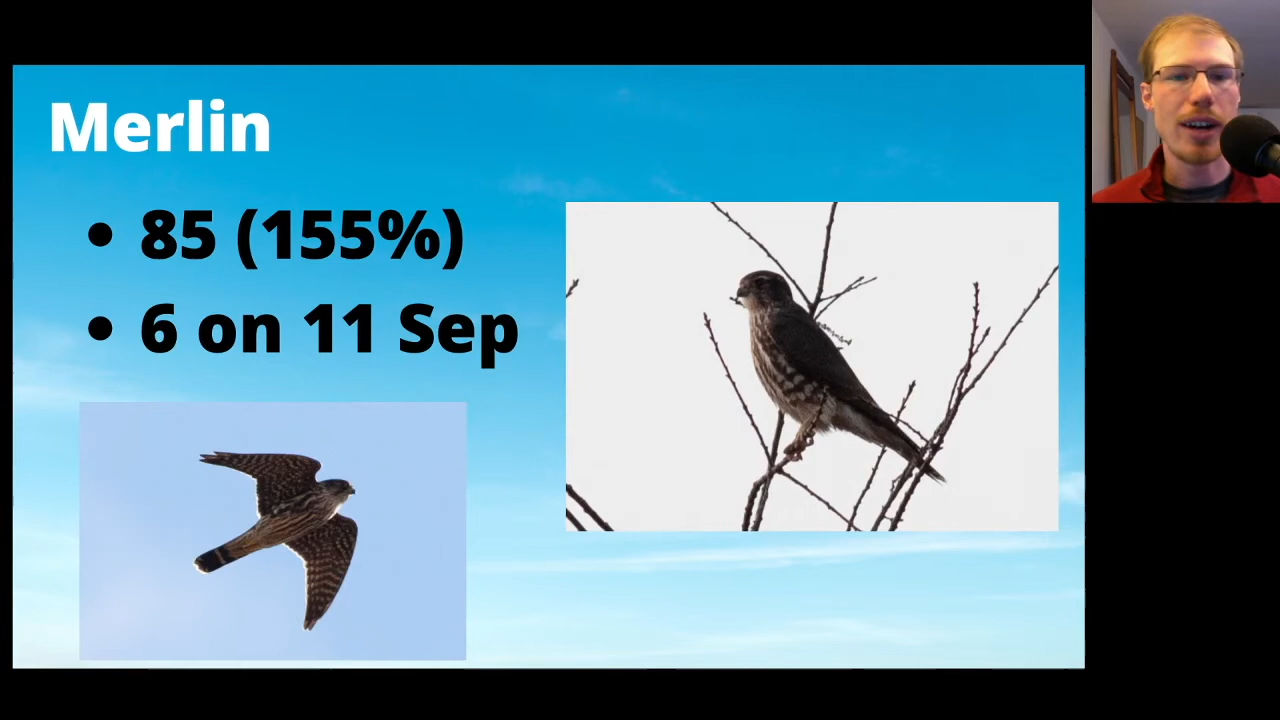 Merlin
• 85 (155%)
• 6 on 11 Sep